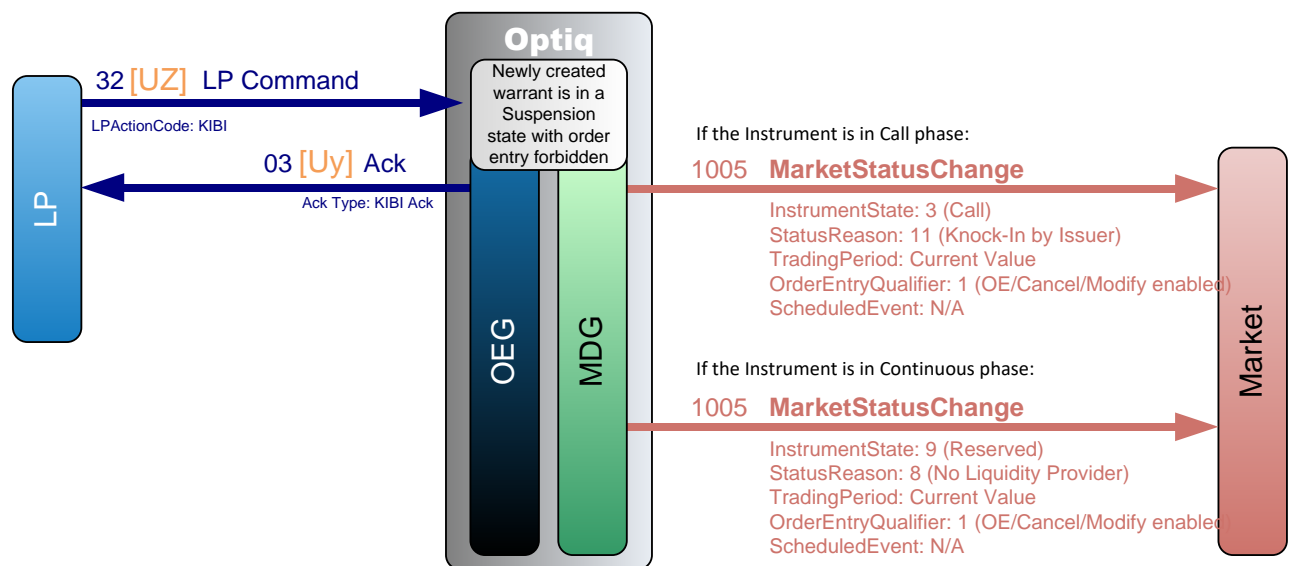 Optiq
Newly created
warrant is in a
Suspension
state with order
entry forbidden
32 [UZ] LP Command
LPActionCode: KIBI
03 [Uy] Ack
Ack Type: KIBI Ack
LP
OEG
MDG
If the Instrument is in Call phase:
1005 MarketStatusChange
InstrumentState: 3 (Call)
StatusReason: 11 (Knock-In by Issuer)
TradingPeriod: Current Value
OrderEntryQualifier: 1 (OE/Cancel/Modify enabled)
ScheduledEvent: N/A
If the Instrument is in Continuous phase:
1005 MarketStatusChange
InstrumentState: 9 (Reserved)
StatusReason: 8 (No Liquidity Provider)
TradingPeriod: Current Value
OrderEntryQualifier: 1 (OE/Cancel/Modify enabled)
ScheduledEvent: N/A
Market